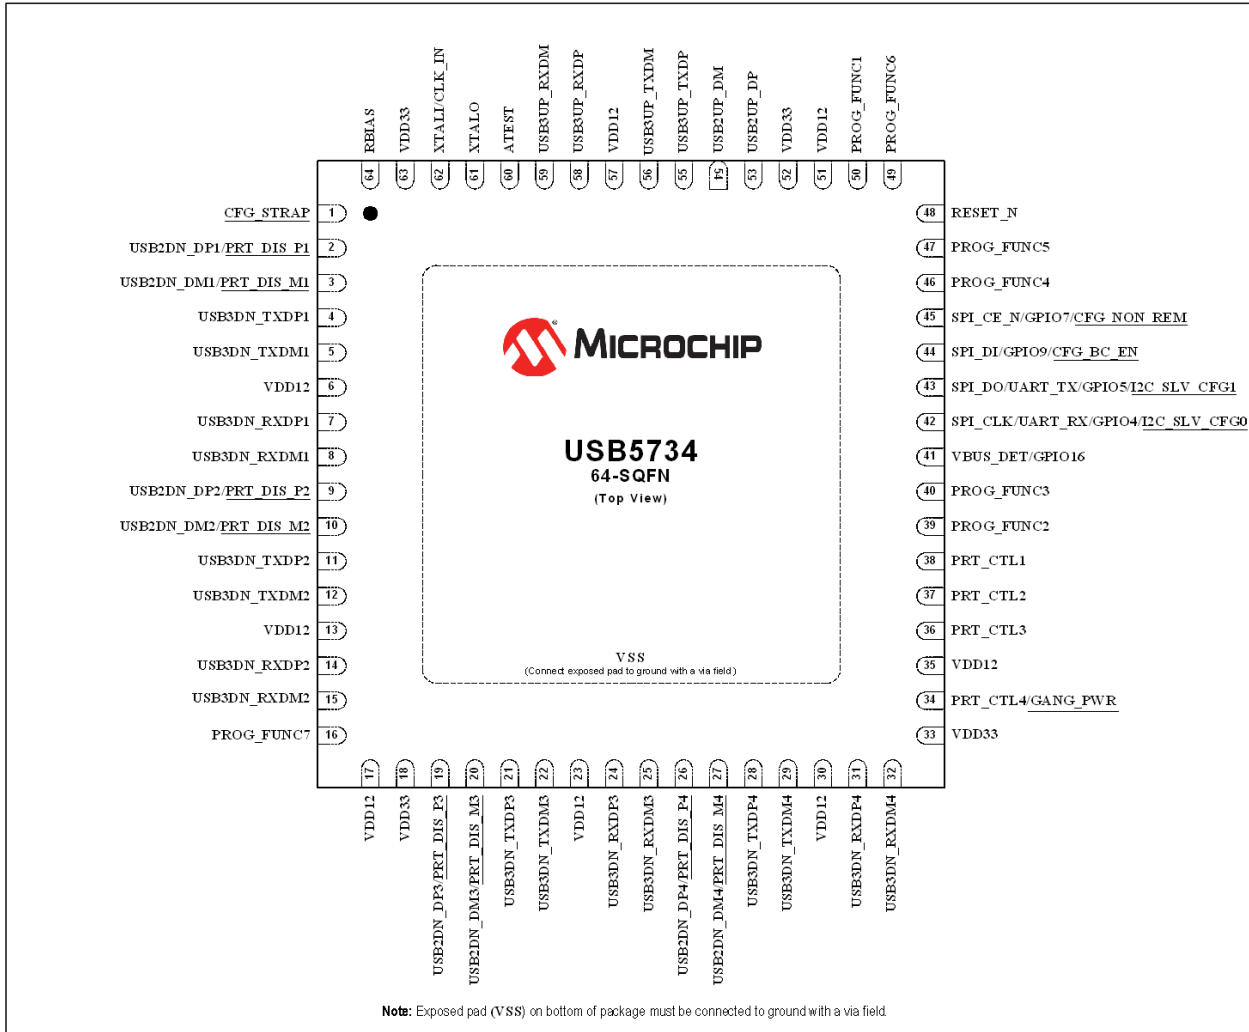 RBIAS
VDD33
XTALI/CLK_IN
XTALO
ATEST
USB3UP_RXDM
USB3UP_RXDP
VDD12
USB3UP_TXDM
USB3UP_TXDP
USB2UP_DM
USB2UP_DP
VDD33
VDD12
PROG_FUNC1
PROG_FUNC6
64
63
62
61
60
59
58
57
56
55
54
53
52
51
50
49
CFG_STRAP 1
USB2DN_DP1/PRT_DIS_P1 2
USB2DN_DM1/PRT_DIS_M1 3
USB3DN_TXDP1 4
USB3DN_TXDM1 5
VDD12 6
USB3DN_RXDP1 7
USB3DN_RXDM1 8
USB2DN_DP2/PRT_DIS_P2 9
USB2DN_DM2/PRT_DIS_M2 10
USB3DN_TXDP2 11
USB3DN_TXDM2 12
VDD12 13
USB3DN_RXDP2 14
USB3DN_RXDM2 15
PROG_FUNC7 16
MICROCHIP
®
USB5734
64-SQFN
(Top View)
VSS
(Connect exposed pad to ground with a via field)
48 RESET_N
47 PROG_FUNC5
46 PROG_FUNC4
45 SPI_CE_N/GPIO7/CFG_NON_REM
44 SPI_DI/GPIO9/CFG_BC_EN
43 SPI_DO/UART_TX/GPIO5/I2C_SLV_CFG1
42 SPI_CLK/UART_RX/GPIO4/I2C_SLV_CFG0
41 VBUS_DET/GPIO16
40 PROG_FUNC3
39 PROG_FUNC2
38 PRT_CTL1
37 PRT_CTL2
36 PRT_CTL3
35 VDD12
34 PRT_CTL4/GANG_PWR
33 VDD33
17
18
19
20
21
22
23
24
25
26
27
28
29
30
31
32
VDD12
VDD33
USB2DN_DP3/PRT_DIS_P3
USB2DN_DM3/PRT_DIS_M3
USB3DN_TXDP3
USB3DN_TXDM3
VDD12
USB3DN_RXDP3
USB3DN_RXDM3
USB2DN_DP4/PRT_DIS_P4
USB2DN_DM4/PRT_DIS_M4
USB3DN_TXDP4
USB3DN_TXDM4
VDD12
USB3DN_RXDP4
USB3DN_RXDM4
Note: Exposed pad (VSS) on bottom of package must be connected to ground with a via field.